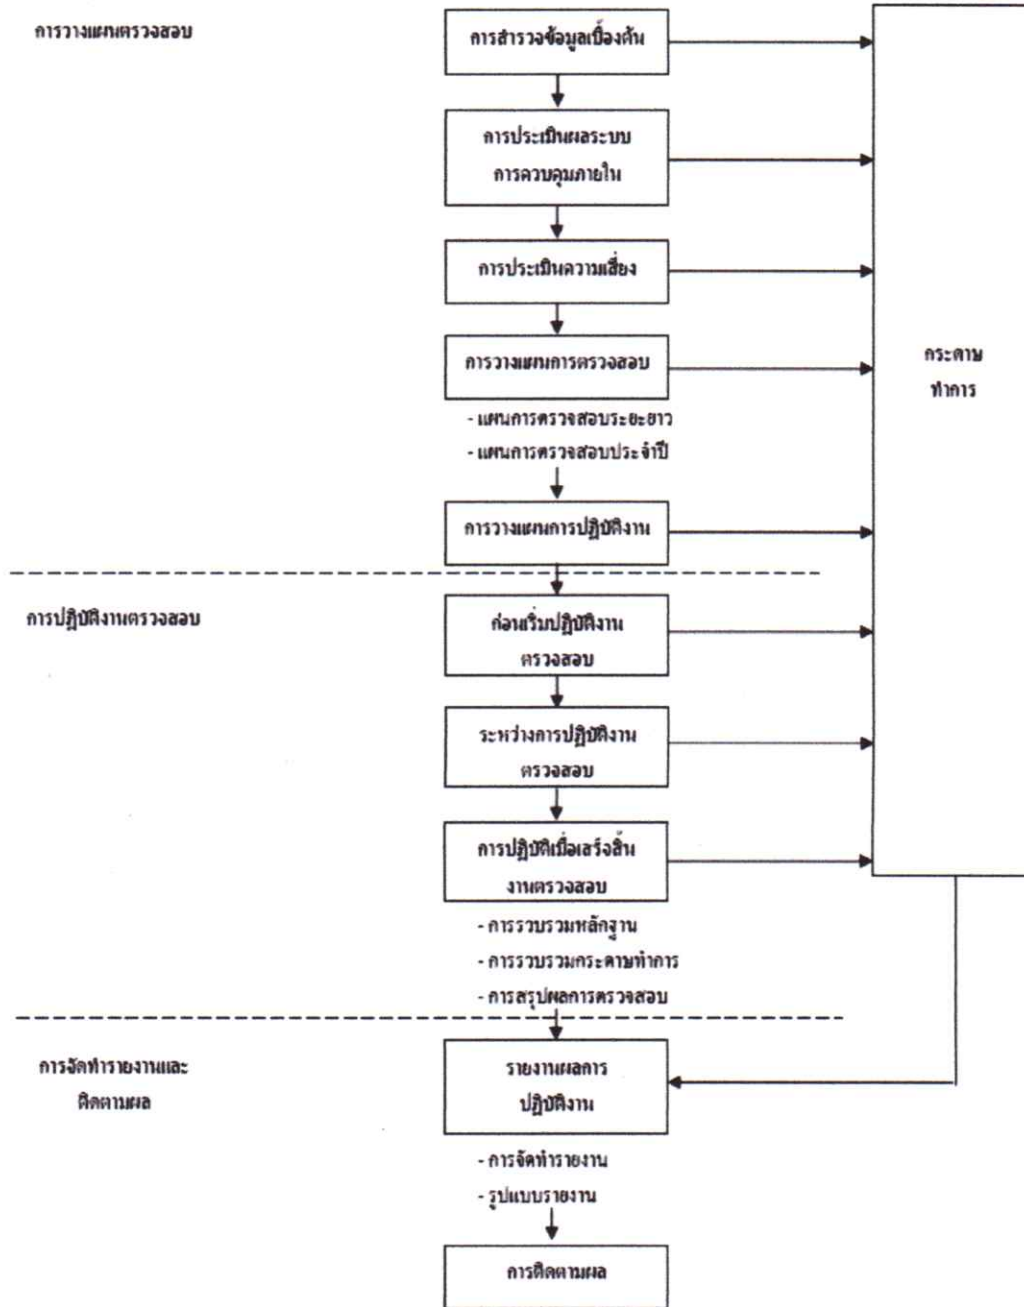 การวางแผนตรวจสอบ
การสำรวจข้อมูลเบื้องต้น
การประเมินผลระบบ
การควบคุมภายใน
การประเมินความเสี่ยง
การวางแผนการตรวจสอบ
- แผนการตรวจสอบระยะยาว
- แผนการตรวจสอบประจำปี
การวางแผนการปฏิบัติงาน
กระดาษ
ทำการ
การปฏิบัติงานตรวจสอบ
ก่อนเริ่มปฏิบัติงาน
ตรวจสอบ
ระหว่างการปฏิบัติงาน
ตรวจสอบ
การปฏิบัติเมื่อเสร็จสิ้น
งานตรวจสอบ
- การรวบรวมหลักฐาน
- การรวบรวมกระดาษทำการ
- การสรุปผลการตรวจสอบ
การจัดทำรายงานและ
ติดตามผล
รายงานผลการ
ปฏิบัติงาน
- การจัดทำรายงาน
- รูปแบบรายงาน
การติดตามผล